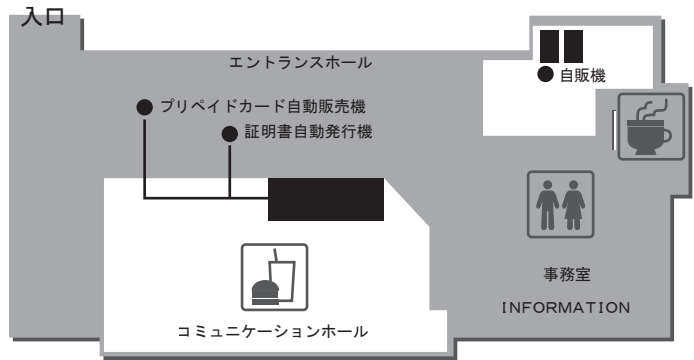 入口
エントランスホール
自販機
プリペイドカード自動販売機
証明書自動発行機
事務室
INFORMATION
コミュニケーションホール